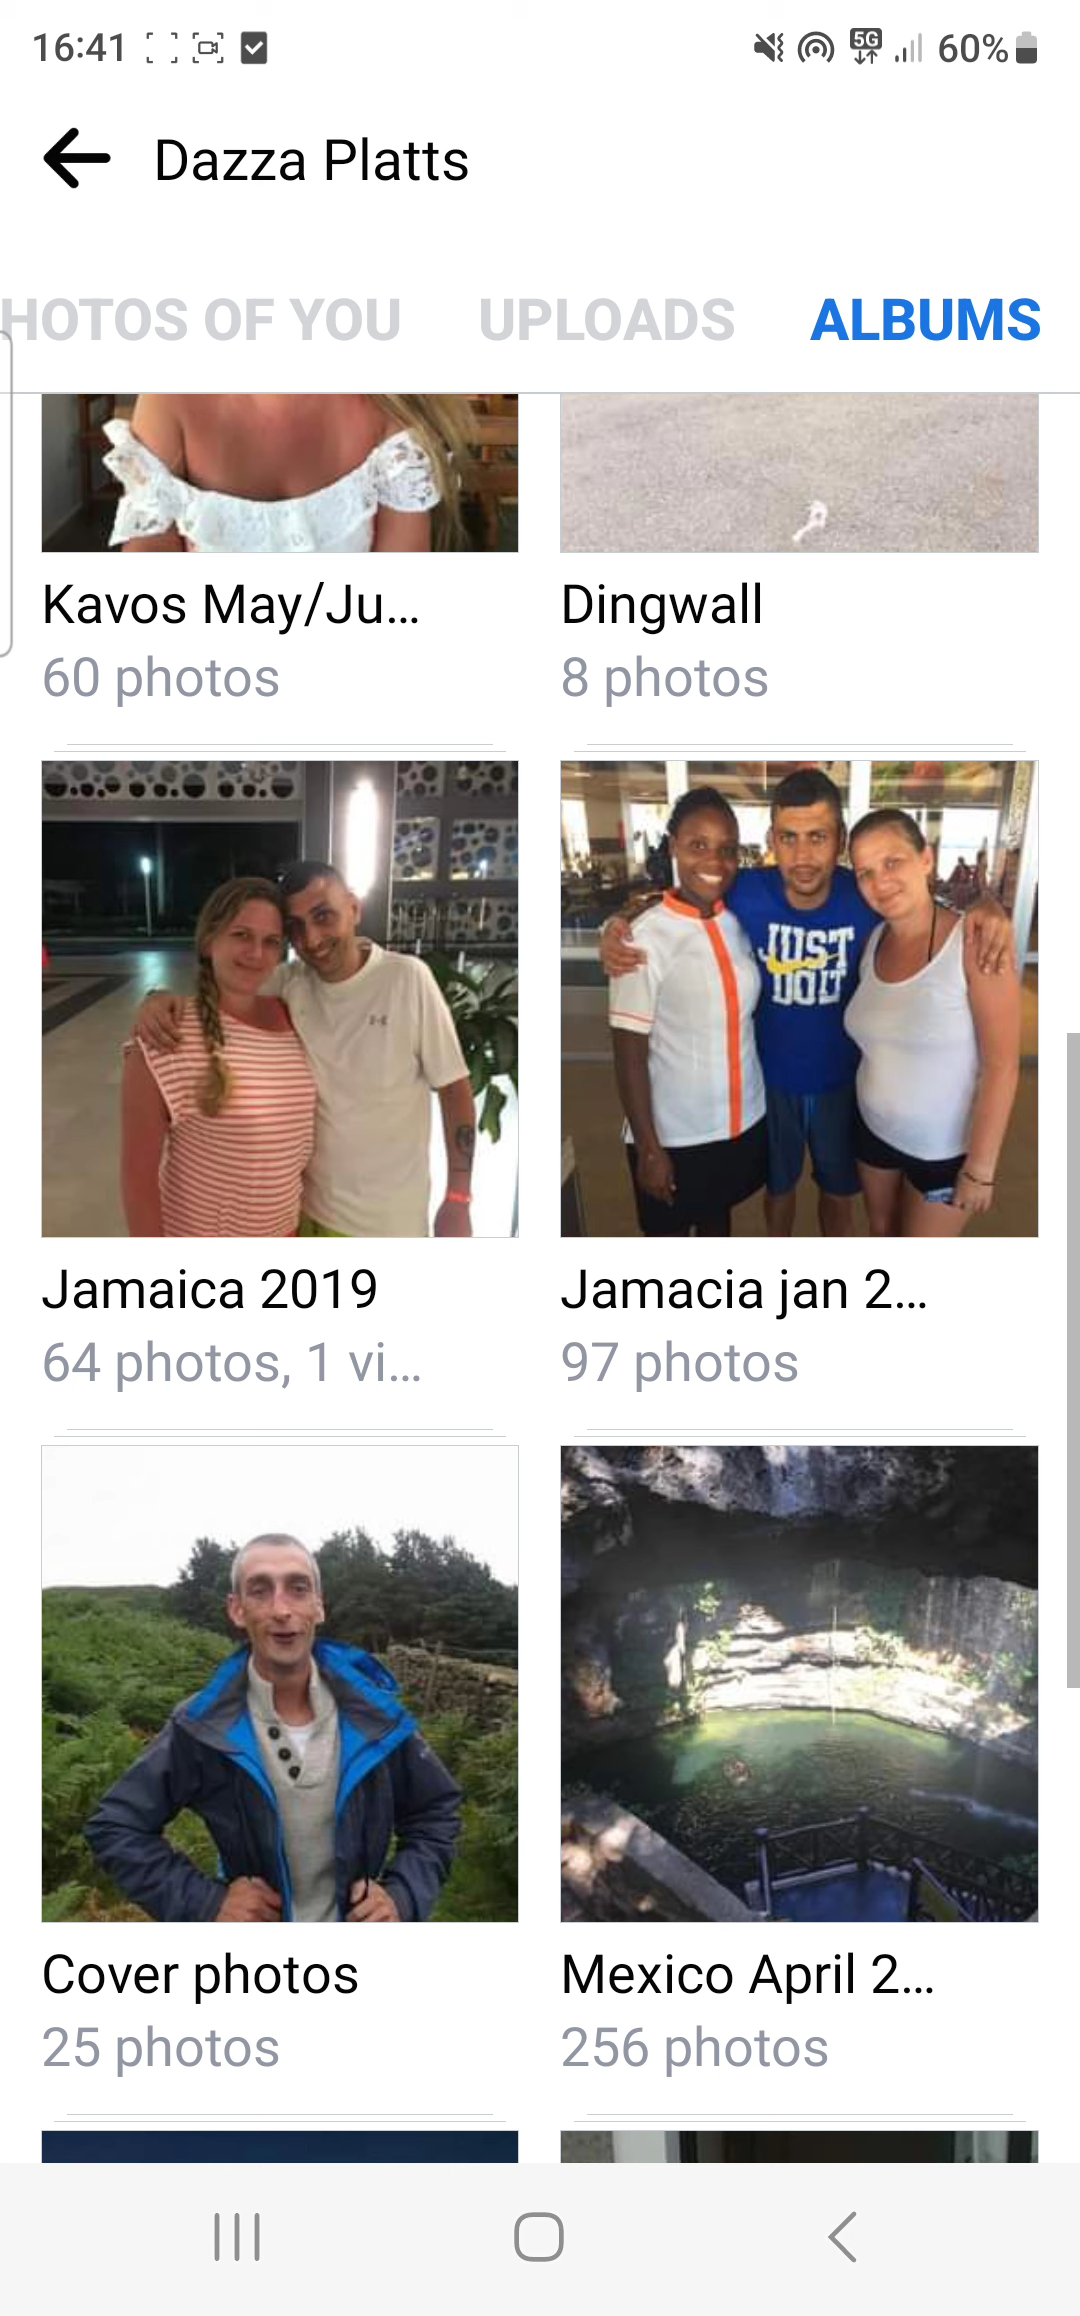 16:41
5G
60%
Dazza Platts
HOTOS OF YOU
UPLOADS
ALBUMS
Kavos May/Ju...
Dingwall
60 photos
8 photos
JUST
DO IT
Jamaica 2019
Jamacia jan 2...
64 photos, 1 vi...
97 photos
Cover photos
Mexico April 2...
25 photos
256 photos